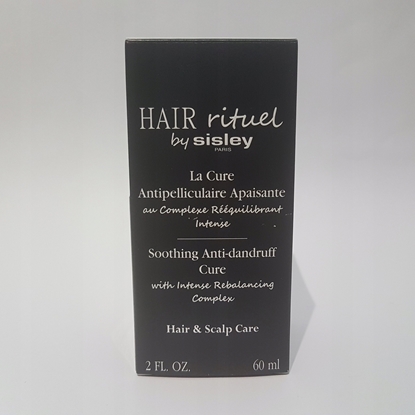 HAIR rituel
by sisley
PARIS
La Cure
Antipelliculaire Apaisante
au Complexe Rééquilibrant
Intense
Soothing Anti-dandruff
Cure
with Intense Rebalancing
Complex
Hair & Scalp Care
2 FL. OZ. 60 ml